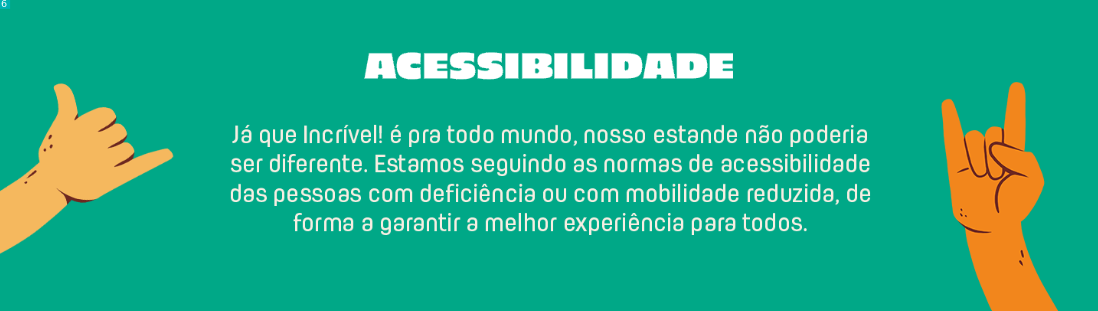 6
ACESSIBILIDADE
Já que Incrível! é pra todo mundo, nosso estande não poderia
ser diferente. Estamos seguindo as normas de acessibilidade
das pessoas com deficiência ou com mobilidade reduzida, de
forma a garantir a melhor experiência para todos.